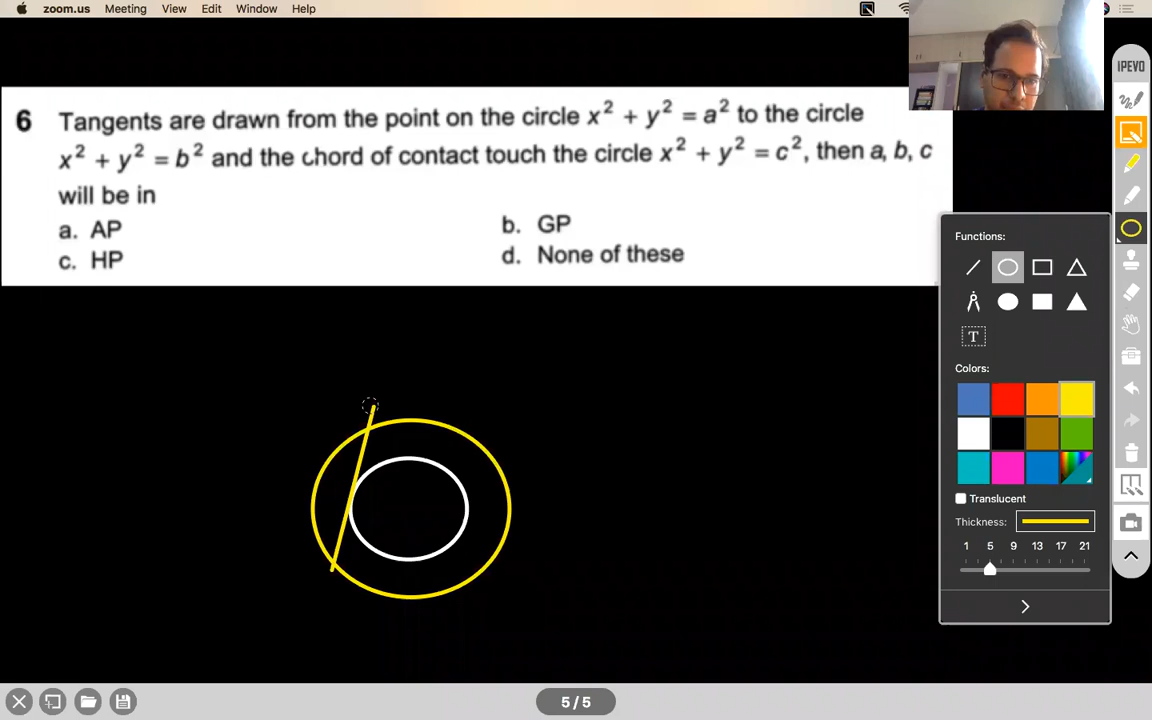 zoom.us Meeting View Edit Window Help
IPEVO
6 Tangents are drawn from the point on the circle x² + y² = a² to the circle
x² + y² = b² and the chord of contact touch the circle x² + y² = c², then a, b, c
will be in
a. AP
b. GP
c. HP
d. None of these
Functions:
T
Colors:
Translucent
Thickness:
1 5 9 13 17 21
5 / 5